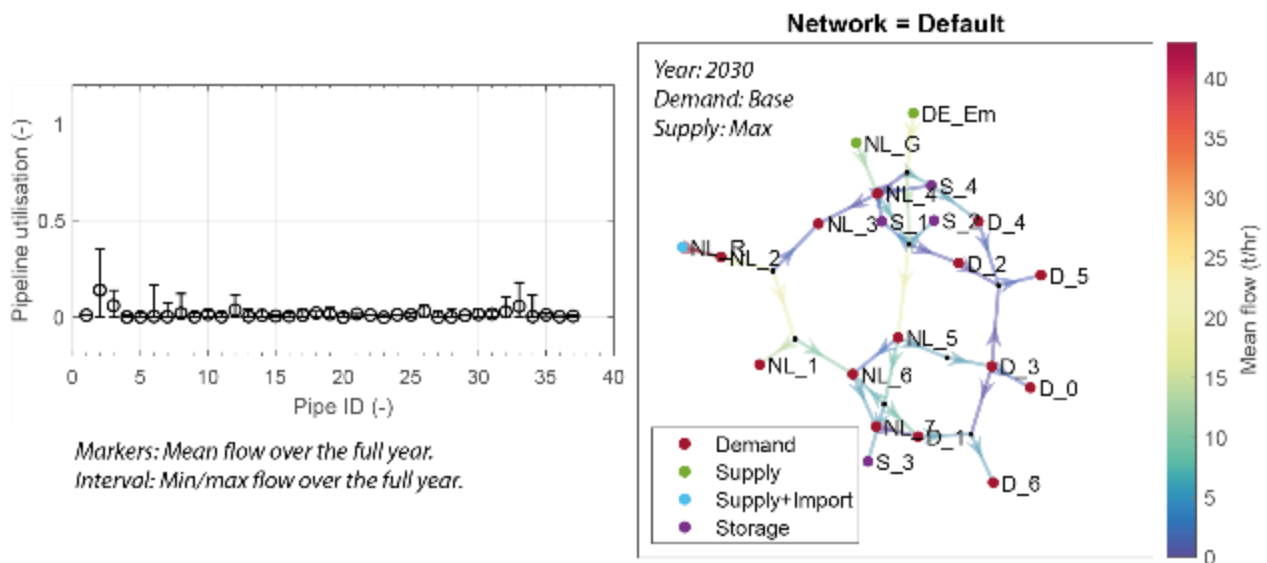 Network = Default
Year: 2030
Demand: Base
Supply: Max
DE_Em
NL_G
NL_4
S_4
NL_3
S_1
S_2
D_4
NL_R
NL_2
D_2
D_5
NL_5
NL_1
NL_6
D_3
D_0
NL_7
D_1
S_3
D_6
Demand
Supply
Supply+Import
Storage
40
35
30
25
20
15
10
5
0
Mean flow (t/hr)
Pipeline utilisation (-)
1
0.5
0
0 5 10 15 20 25 30 35 40
Pipe ID (-)
Markers: Mean flow over the full year.
Interval: Min/max flow over the full year.